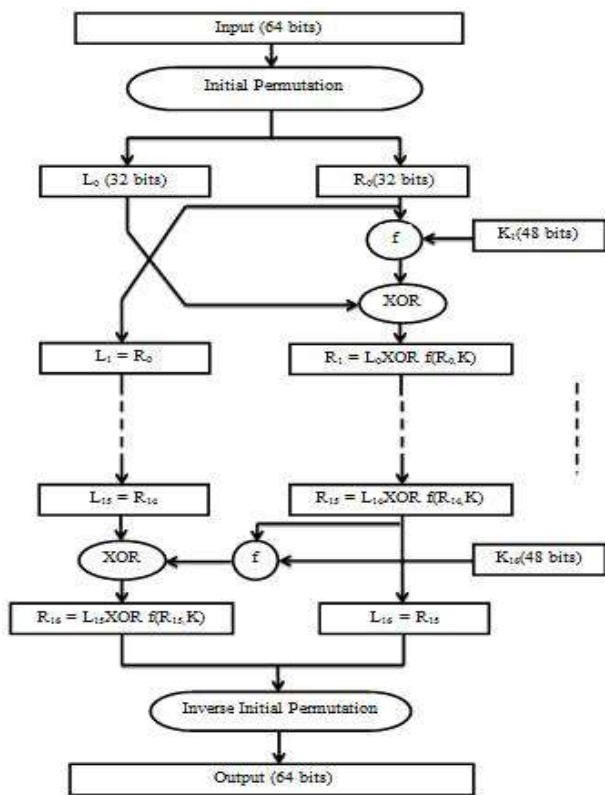 Input (64 bits)
Initial Permutation
L₀ (32 bits)
R₀(32 bits)
f
K₁(48 bits)
XOR
L₁ = R₀
R₁ = L₀XOR f(R₀,K)
L₁₅ = R₁₄
R₁₅ = L₁₄XOR f(R₁₄,K)
XOR
f
K₁₆(48 bits)
R₁₆ = L₁₅XOR f(R₁₅,K)
L₁₆ = R₁₅
Inverse Initial Permutation
Output (64 bits)